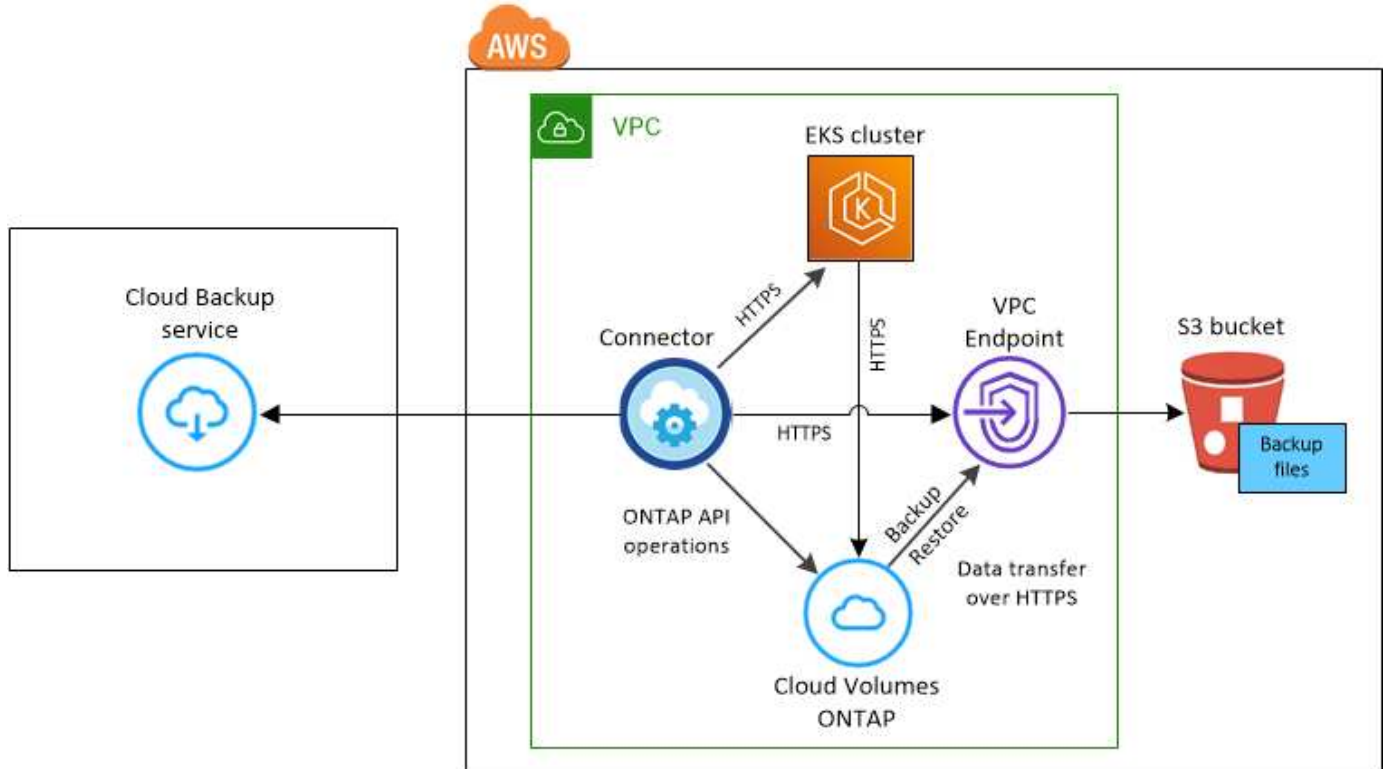 AWS
VPC
EKS cluster
K
Cloud Backup
service
Connector
HTTPS
HTTPS
VPC
Endpoint
S3 bucket
HTTPS
Backup
files
ONTAP API
operations
Backup
Restore
Data transfer
over HTTPS
Cloud Volumes
ONTAP